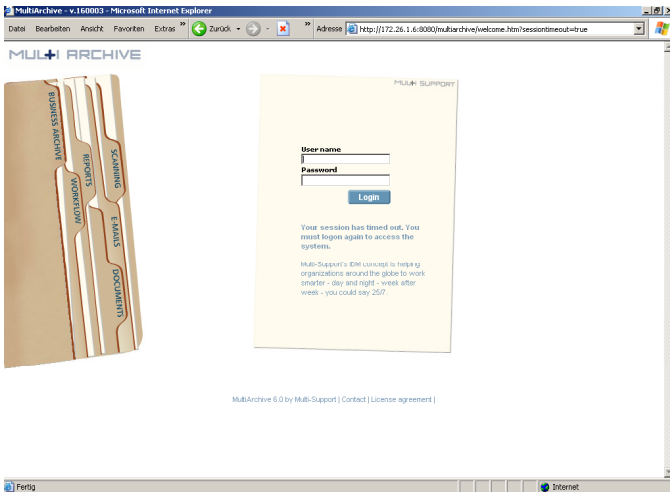 MultiArchive - v.160003 - Microsoft Internet Explorer
Datei Bearbeiten Ansicht Favoriten Extras » Zurück » Adresse http://172.26.1.6:8080/multiarchive/welcome.htm?sessiontimeout=true
MULTI ARCHIVE
MULTI SUPPORT
BUSINESS ARCHIVE
WORKFLOW
REPORTS
SCANNING
E-MAILS
DOCUMENTS
User name
Password
Login
Your session has timed out. You
must logon again to access the
system.
Multi-Support's IDM concept is helping
organizations around the globe to work
smarter - day and night - week after
week - you could say 25/7.
MultiArchive 6.0 by Multi-Support | Contact | License agreement |
Fertig Internet